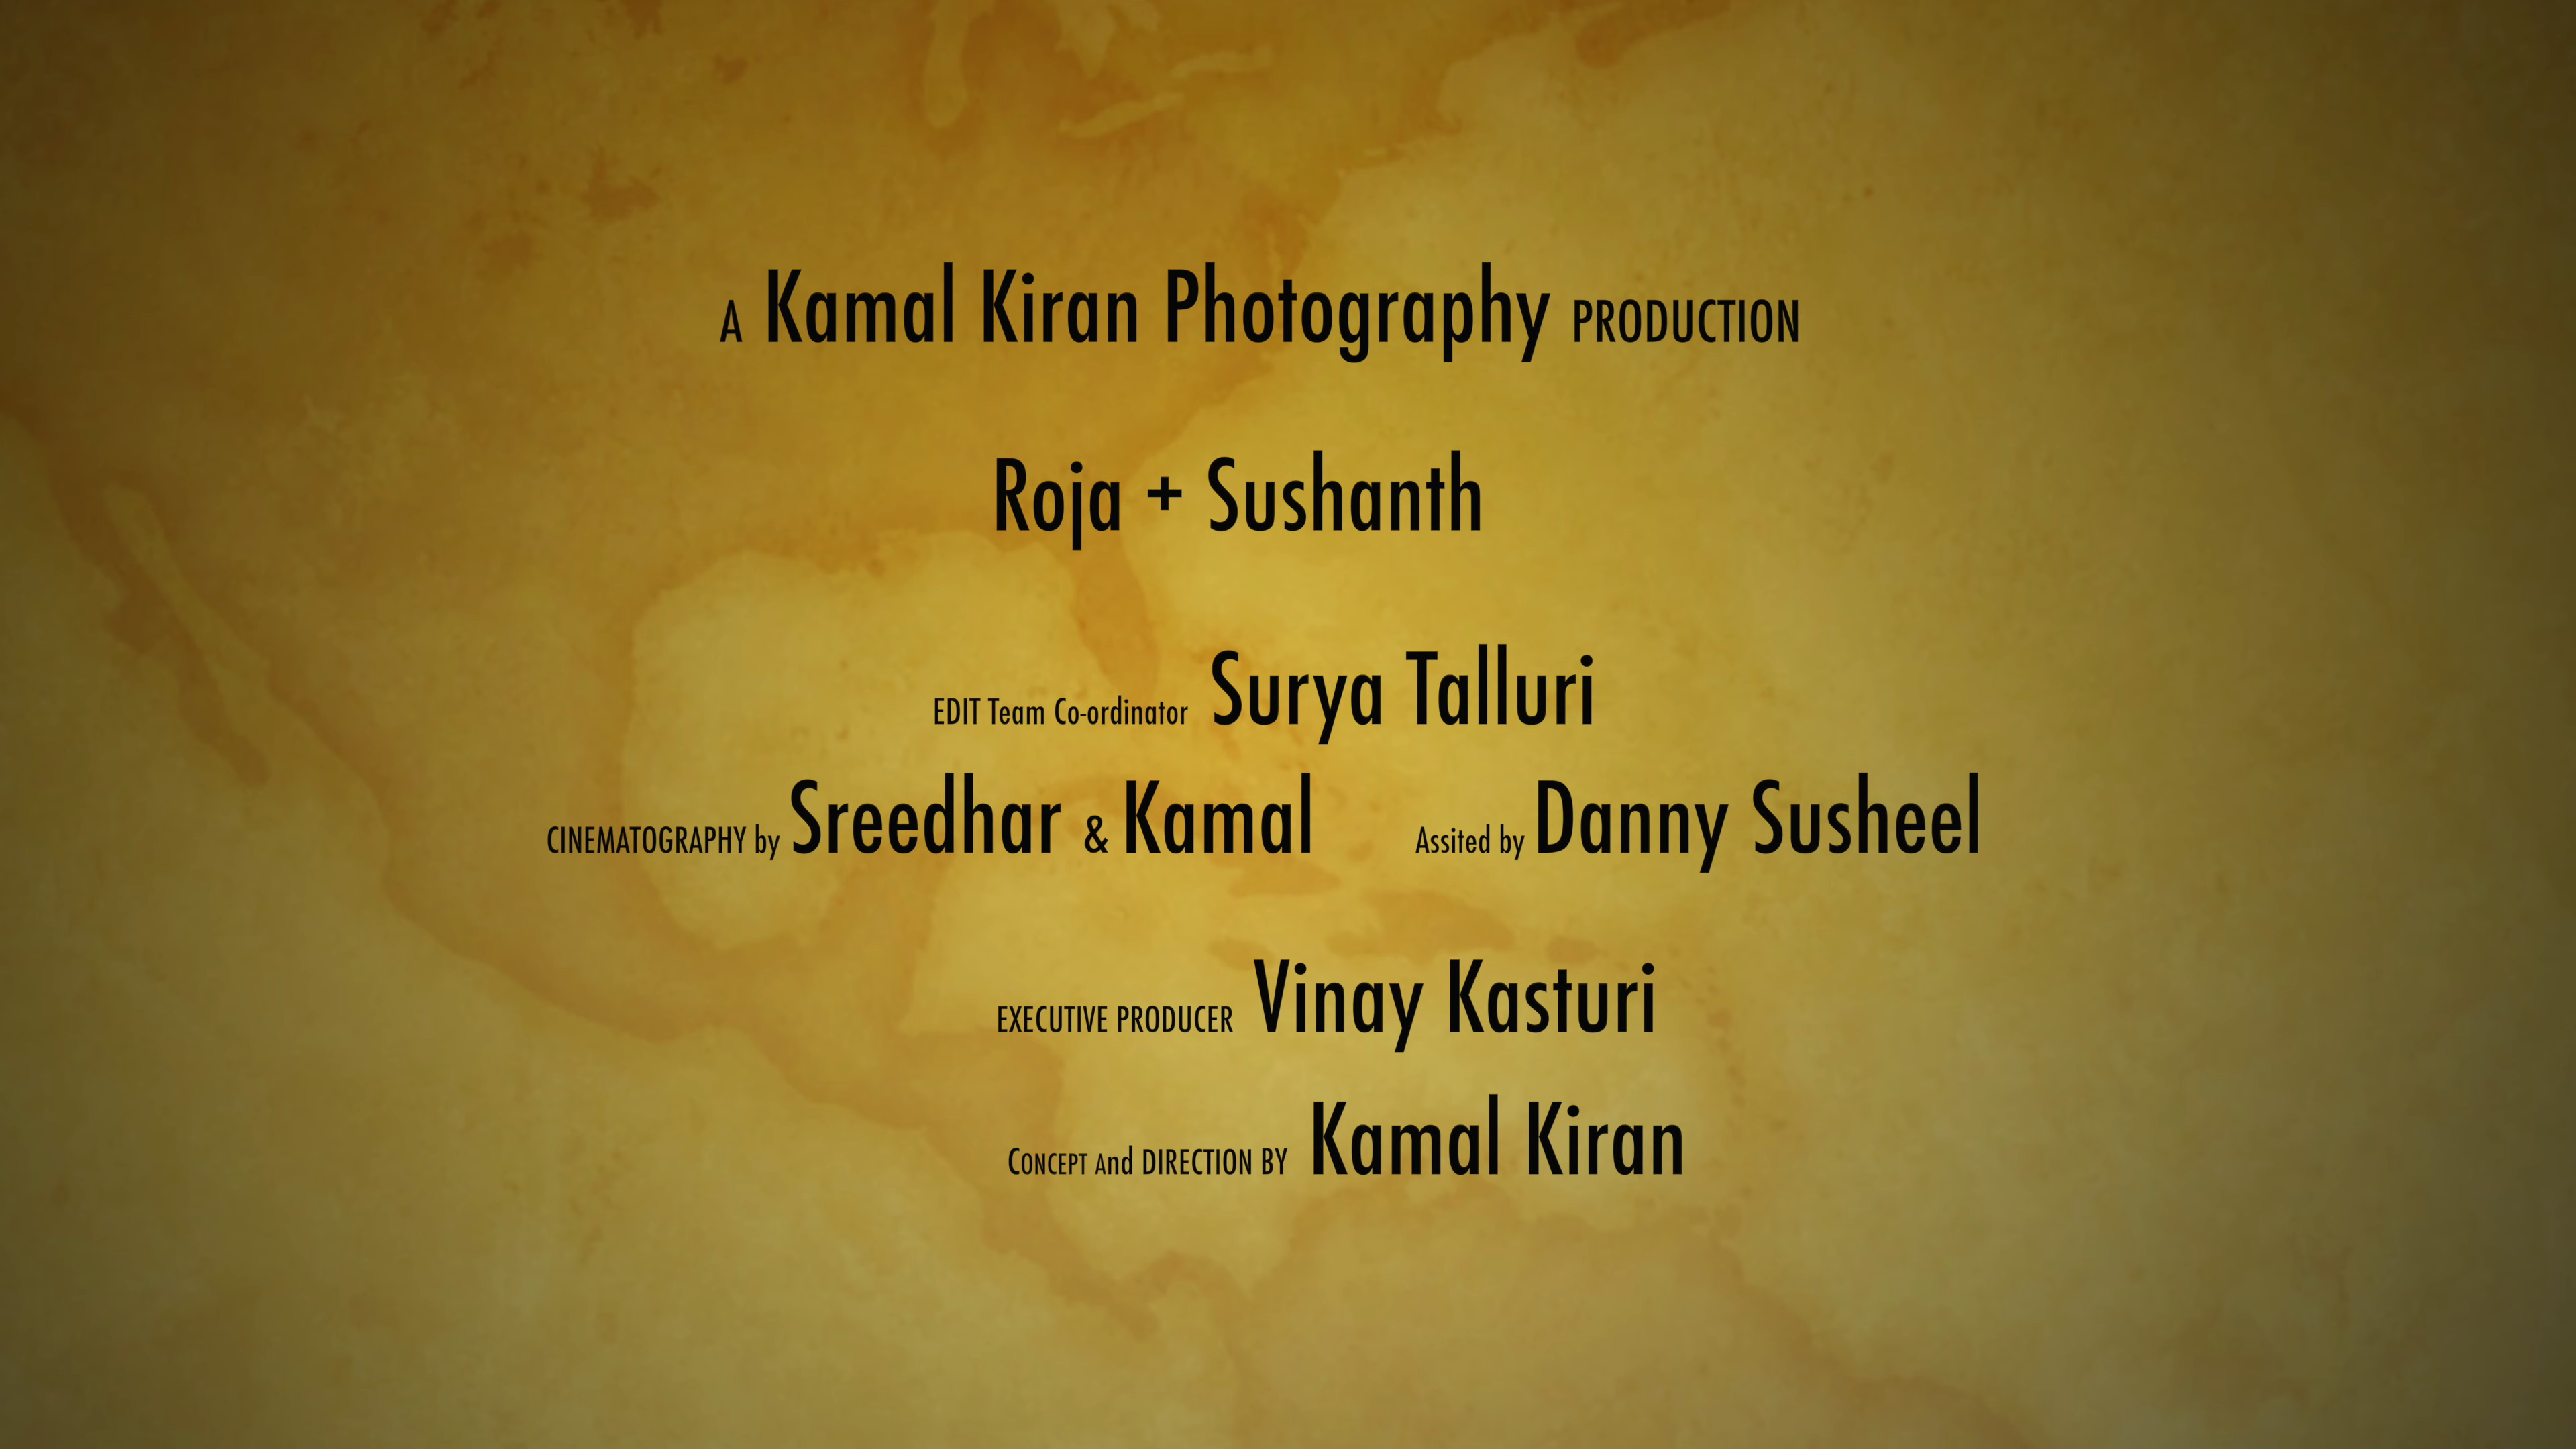 A Kamal Kiran Photography PRODUCTION
Roja + Sushanth
EDIT Team Co-ordinator Surya Talluri
CINEMATOGRAPHY by Sreedhar & Kamal Assited by Danny Susheel
EXECUTIVE PRODUCER Vinay Kasturi
CONCEPT And DIRECTION BY Kamal Kiran